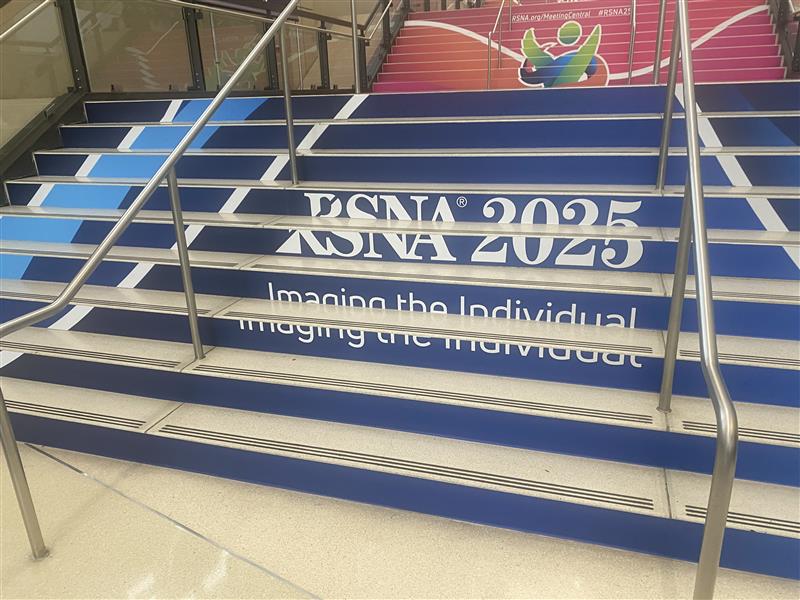 RSNA.org/MeetingCentral #RSNA25
RSNA® 2025
Imaging the Individual